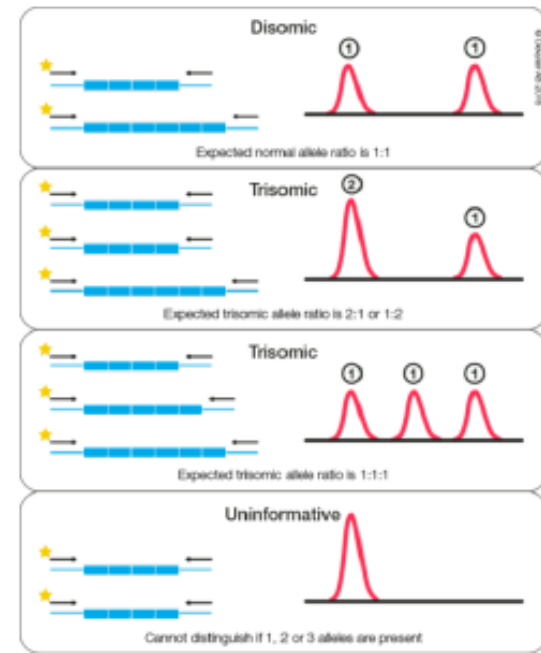 Disomic
1 1
Expected normal allele ratio is 1:1
Trisomic
2
1
Expected trisomic allele ratio is 2:1 or 1:2
Trisomic
1 1 1
Expected trisomic allele ratio is 1:1:1
Uninformative
Cannot distinguish if 1, 2 or 3 alleles are present